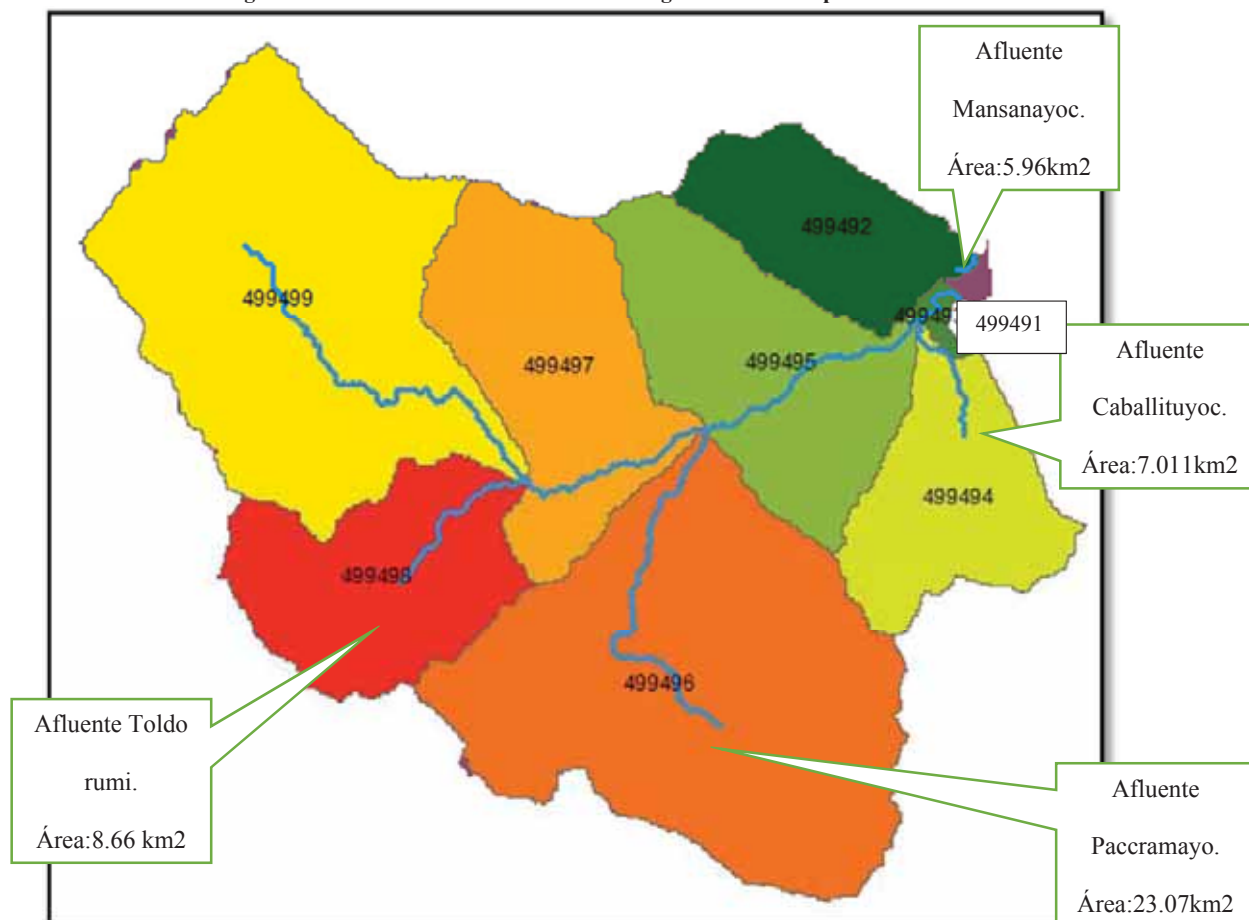 Afluente
Mansanayoc.
Área:5.96km2
499492
499499
499491
499497
499495
Afluente
Caballituyoc.
Área:7.011km2
499494
499498
499496
Afluente Toldo
rumi.
Área:8.66 km2
Afluente
Paccramayo.
Área:23.07km2